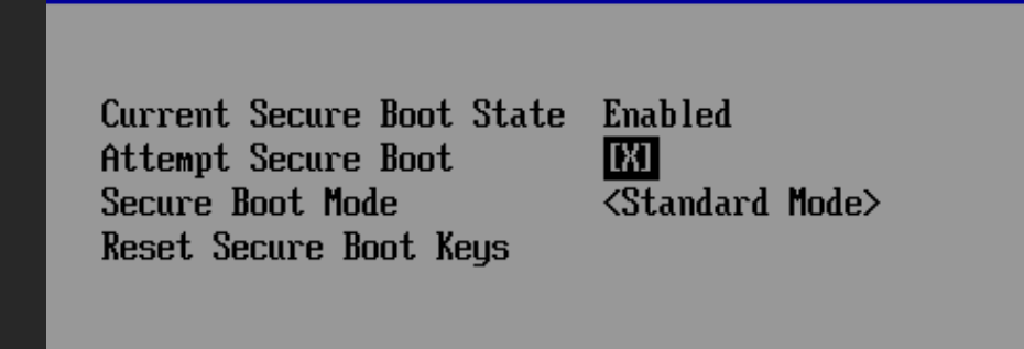 Current Secure Boot State Enabled
Attempt Secure Boot [X]
Secure Boot Mode <Standard Mode>
Reset Secure Boot Keys